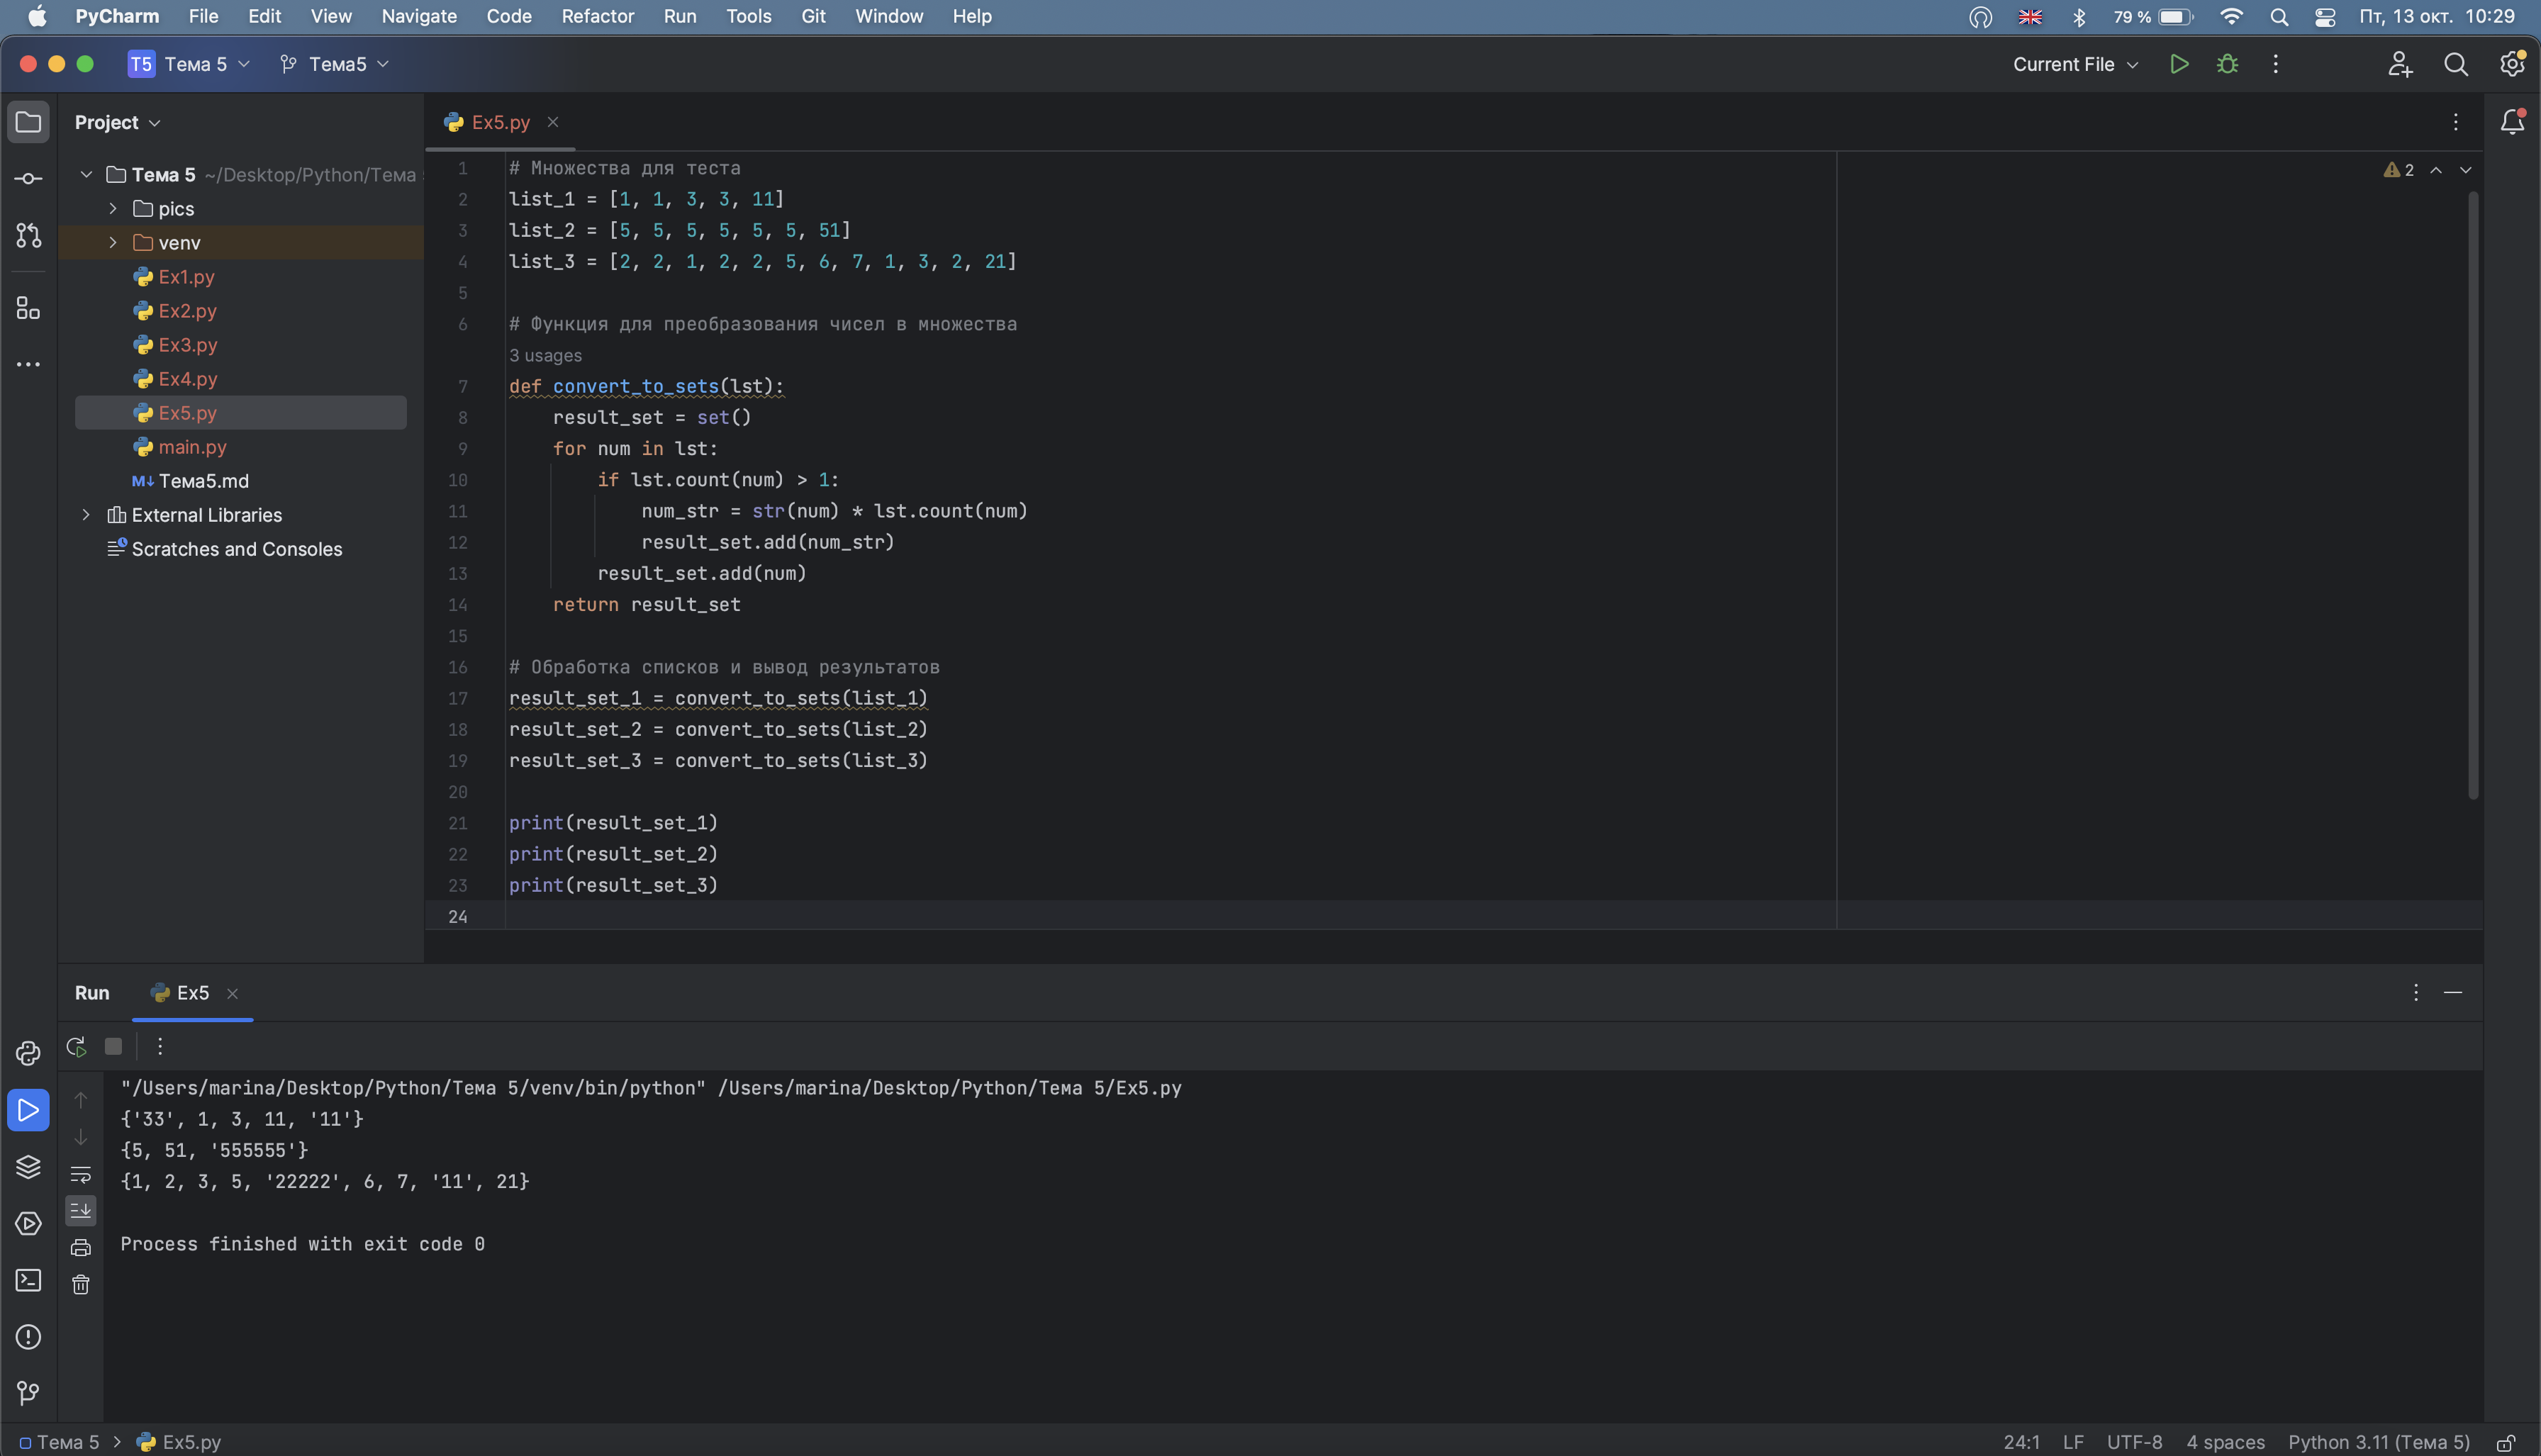 PyCharm File Edit View Navigate Code Refactor Run Tools Git Window Help 79 % Пт, 13 окт. 10:29
T5 Тема 5 Тема5 Current File
Project
Тема 5 ~/Desktop/Python/Тема
pics
venv
Ex1.py
Ex2.py
Ex3.py
Ex4.py
Ex5.py
main.py
M↓ Тема5.md
External Libraries
Scratches and Consoles
Ex5.py
2
1 # Множества для теста
2 list_1 = [1, 1, 3, 3, 11]
3 list_2 = [5, 5, 5, 5, 5, 5, 51]
4 list_3 = [2, 2, 1, 2, 2, 5, 6, 7, 1, 3, 2, 21]
5
6 # Функция для преобразования чисел в множества
3 usages
7 def convert_to_sets(lst):
8     result_set = set()
9     for num in lst:
10         if lst.count(num) > 1:
11             num_str = str(num) * lst.count(num)
12             result_set.add(num_str)
13         result_set.add(num)
14     return result_set
15
16 # Обработка списков и вывод результатов
17 result_set_1 = convert_to_sets(list_1)
18 result_set_2 = convert_to_sets(list_2)
19 result_set_3 = convert_to_sets(list_3)
20
21 print(result_set_1)
22 print(result_set_2)
23 print(result_set_3)
24
Run Ex5
"/Users/marina/Desktop/Python/Тема 5/venv/bin/python" /Users/marina/Desktop/Python/Тема 5/Ex5.py
{'33', 1, 3, 11, '11'}
{5, 51, '555555'}
{1, 2, 3, 5, '22222', 6, 7, '11', 21}
Process finished with exit code 0
Тема 5 > Ex5.py 24:1 LF UTF-8 4 spaces Python 3.11 (Тема 5)